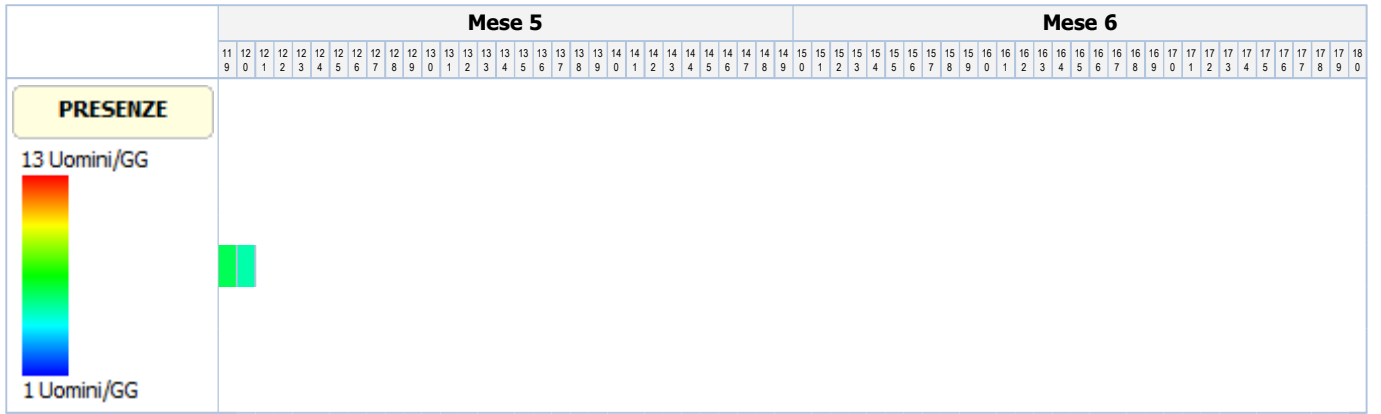 Mese 5 Mese 6
119 120 121 122 123 124 125 126 127 128 129 130 131 132 133 134 135 136 137 138 139 140 141 142 143 144 145 146 147 148 149 150 151 152 153 154 155 156 157 158 159 160 161 162 163 164 165 166 167 168 169 170 171 172 173 174 175 176 177 178 179 180
PRESENZE
13 Uomini/GG
1 Uomini/GG